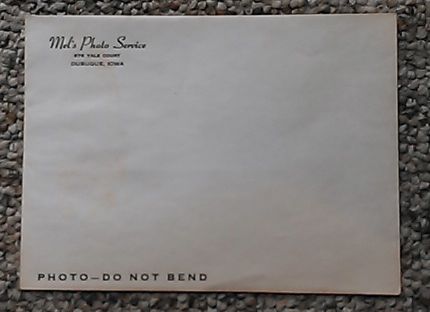 Mel's Photo Service
YALE COURT
DUBUQUE, IOWA
PHOTO—DO NOT BEND